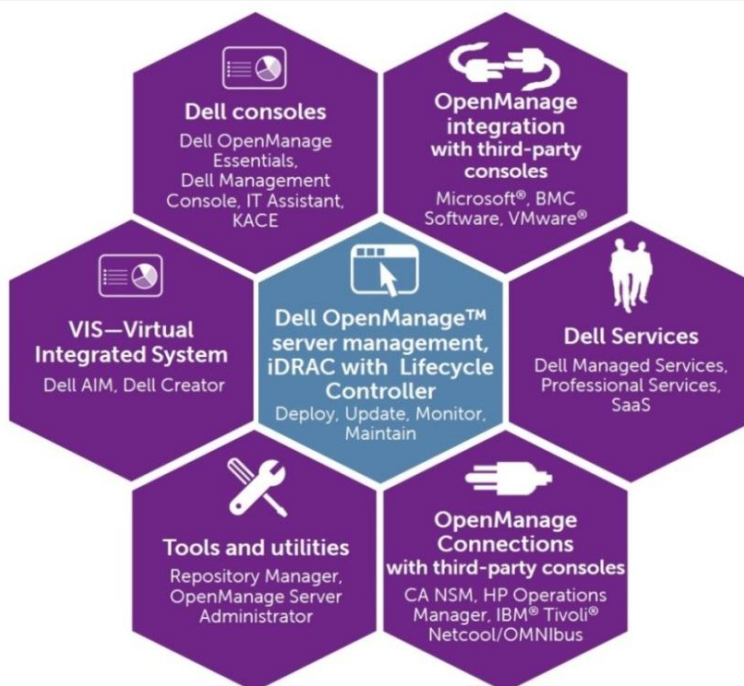 Dell consoles
Dell OpenManage
Essentials,
Dell Management
Console, IT Assistant,
KACE
OpenManage
integration
with third-party
consoles
Microsoft®, BMC
Software, VMware®
VIS—Virtual
Integrated System
Dell AIM, Dell Creator
Dell OpenManage™
server management,
iDRAC with Lifecycle
Controller
Deploy, Update, Monitor,
Maintain
Dell Services
Dell Managed Services,
Professional Services,
SaaS
Tools and utilities
Repository Manager,
OpenManage Server
Administrator
OpenManage
Connections
with third-party consoles
CA NSM, HP Operations
Manager, IBM® Tivoli®
Netcool/OMNIbus